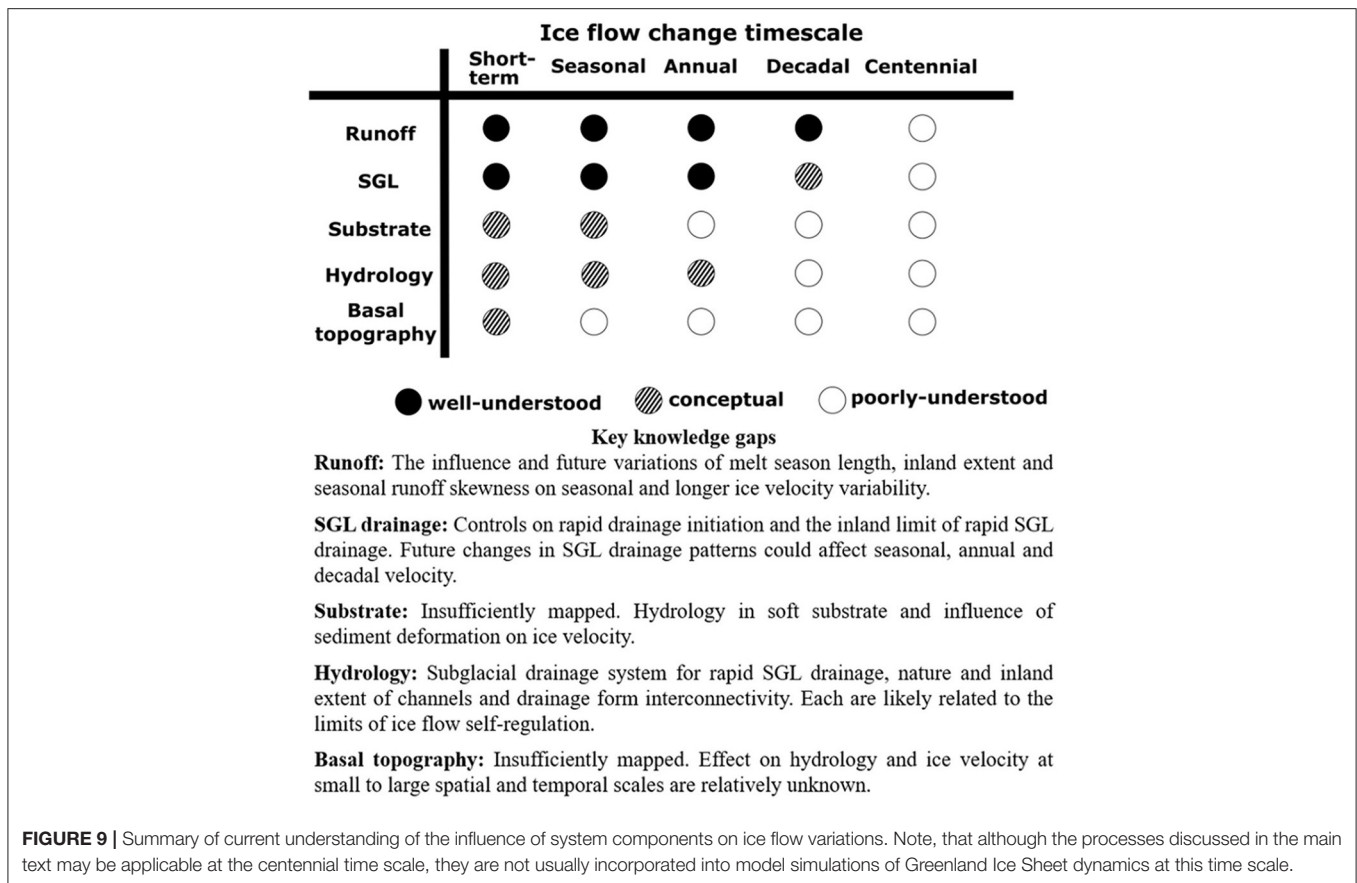 Ice flow change timescale
Short-
term
Seasonal
Annual
Decadal
Centennial
Runoff
SGL
Substrate
Hydrology
Basal
topography
well-understood
conceptual
poorly-understood
Key knowledge gaps
Runoff: The influence and future variations of melt season length, inland extent and
seasonal runoff skewness on seasonal and longer ice velocity variability.
SGL drainage: Controls on rapid drainage initiation and the inland limit of rapid SGL
drainage. Future changes in SGL drainage patterns could affect seasonal, annual and
decadal velocity.
Substrate: Insufficiently mapped. Hydrology in soft substrate and influence of
sediment deformation on ice velocity.
Hydrology: Subglacial drainage system for rapid SGL drainage, nature and inland
extent of channels and drainage form interconnectivity. Each are likely related to the
limits of ice flow self-regulation.
Basal topography: Insufficiently mapped. Effect on hydrology and ice velocity at
small to large spatial and temporal scales are relatively unknown.
FIGURE 9 | Summary of current understanding of the influence of system components on ice flow variations. Note, that although the processes discussed in the main
text may be applicable at the centennial time scale, they are not usually incorporated into model simulations of Greenland Ice Sheet dynamics at this time scale.